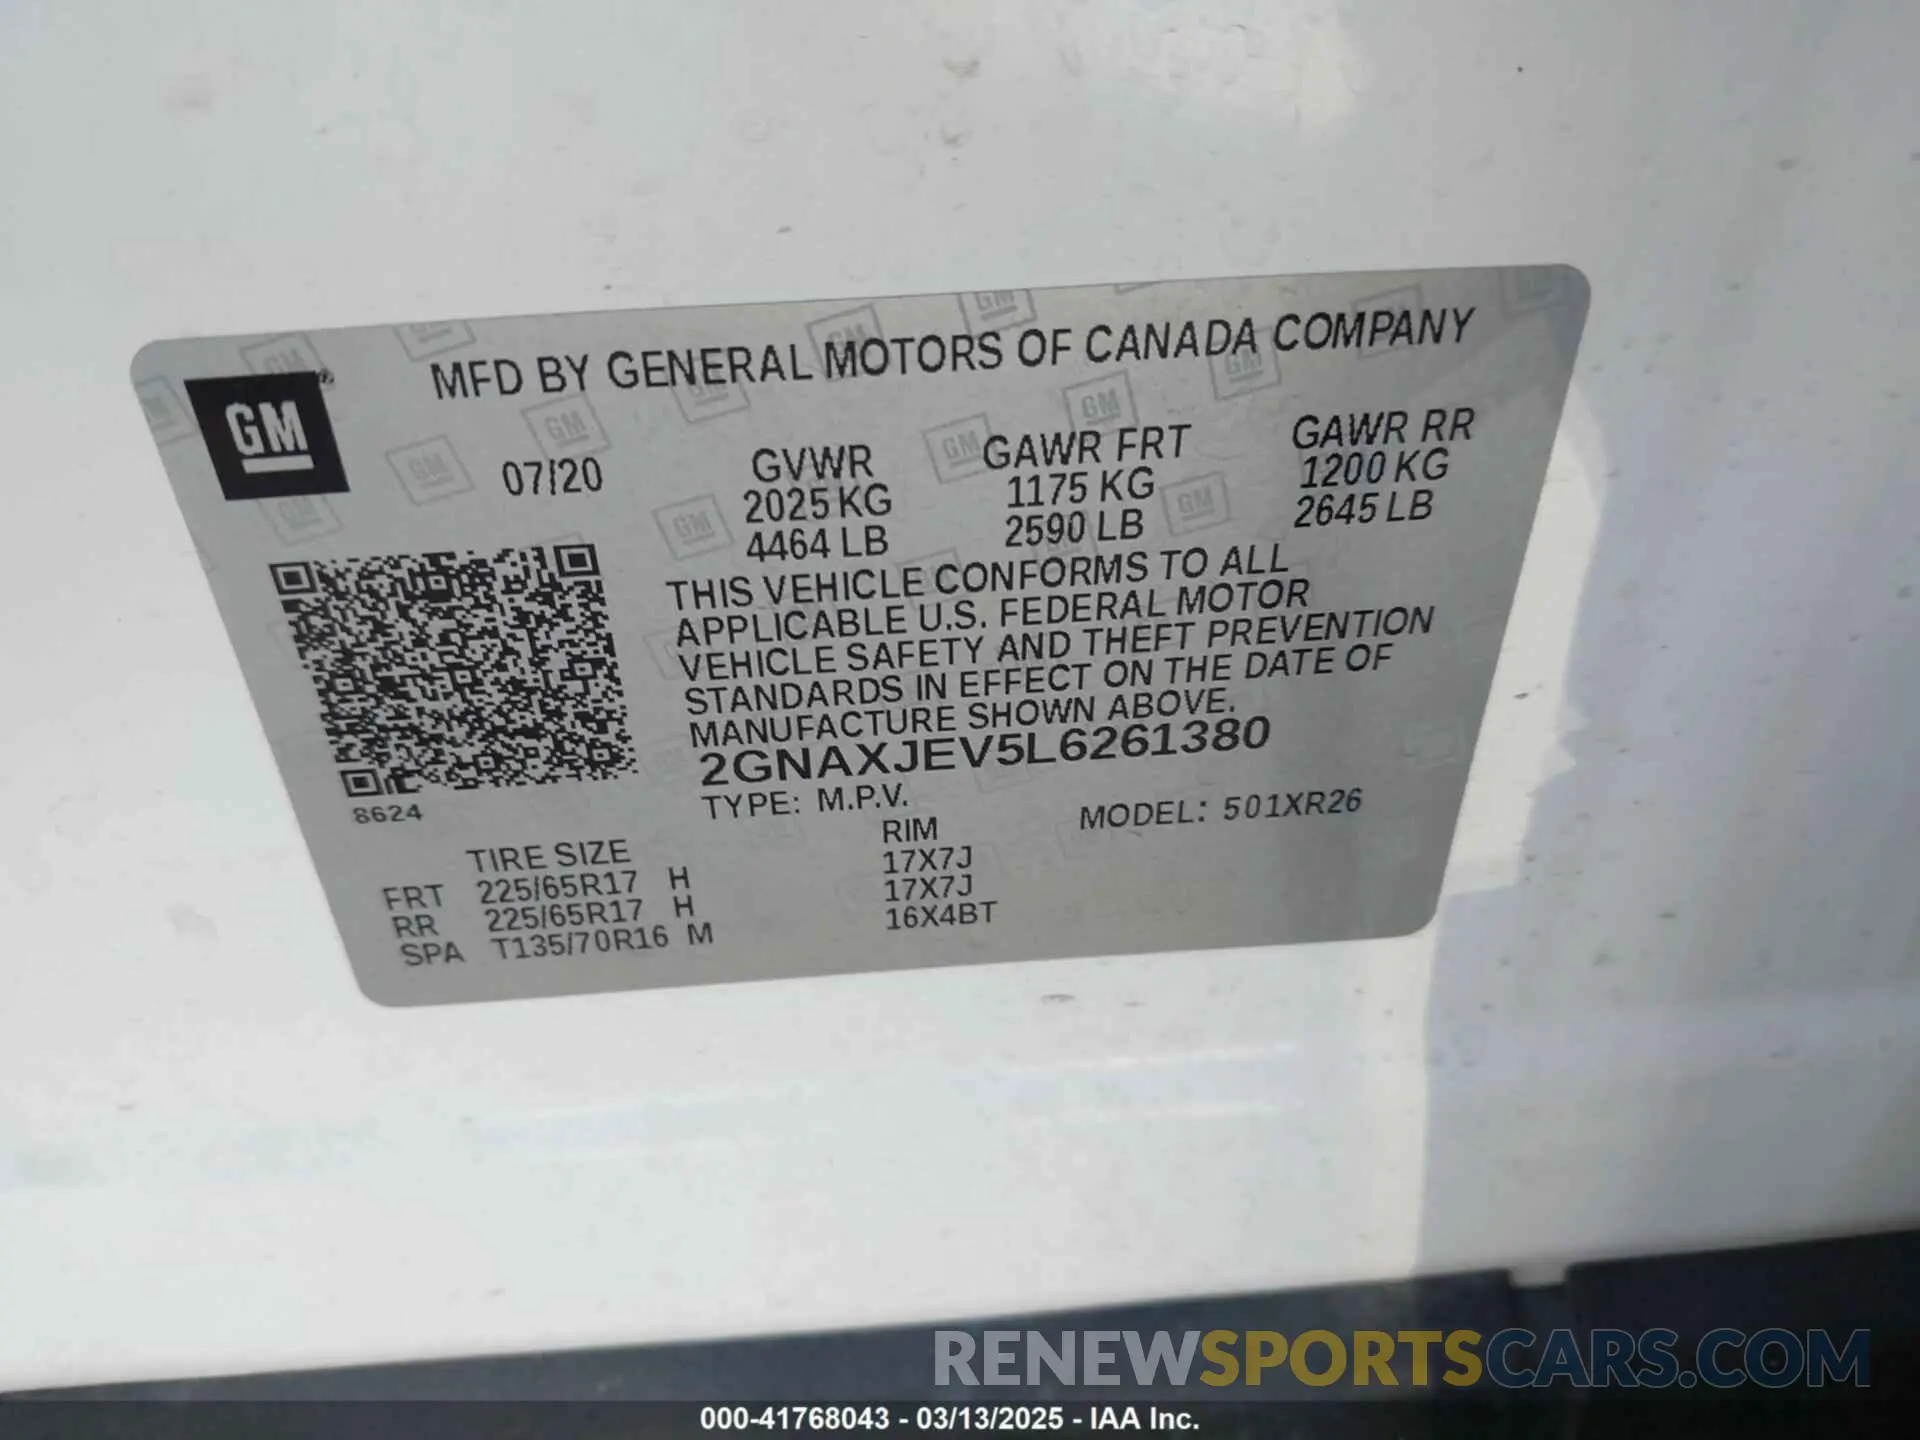 MFD BY GENERAL MOTORS OF CANADA COMPANY
GM®
07/20
GVWR
2025 KG
4464 LB
GAWR FRT
1175 KG
2590 LB
GAWR RR
1200 KG
2645 LB
THIS VEHICLE CONFORMS TO ALL
APPLICABLE U.S. FEDERAL MOTOR
VEHICLE SAFETY AND THEFT PREVENTION
STANDARDS IN EFFECT ON THE DATE OF
MANUFACTURE SHOWN ABOVE.
2GNAXJEV5L6261380
8624
TYPE: M.P.V.
MODEL: 501XR26
TIRE SIZE RIM
FRT 225/65R17 H 17X7J
RR 225/65R17 H 17X7J
SPA T135/70R16 M 16X4BT
RENEWSPORTSCARS.COM
000-41768043 - 03/13/2025 - IAA Inc.